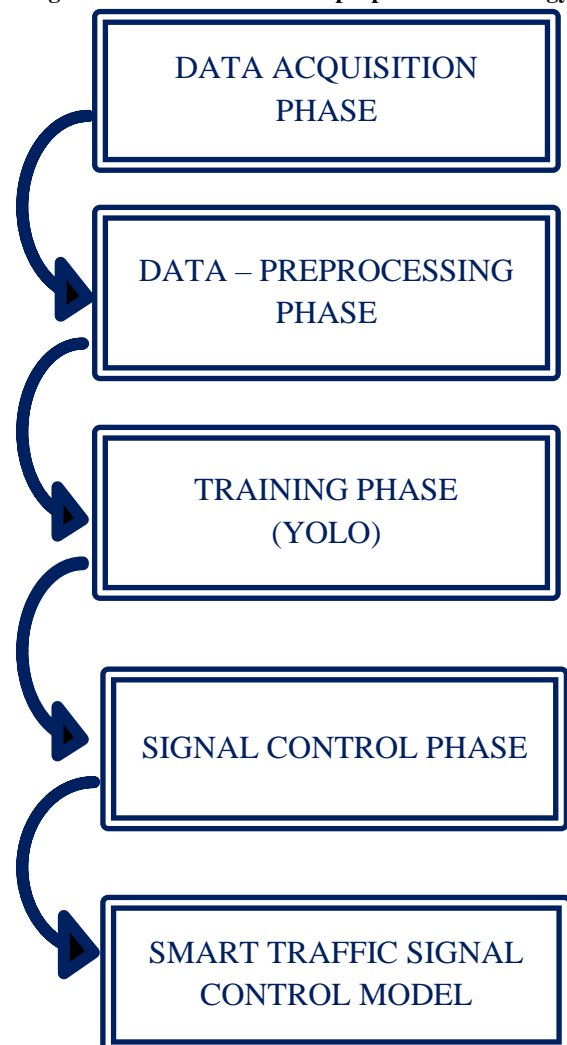 DATA ACQUISITION
PHASE
DATA – PREPROCESSING
PHASE
TRAINING PHASE
(YOLO)
SIGNAL CONTROL PHASE
SMART TRAFFIC SIGNAL
CONTROL MODEL